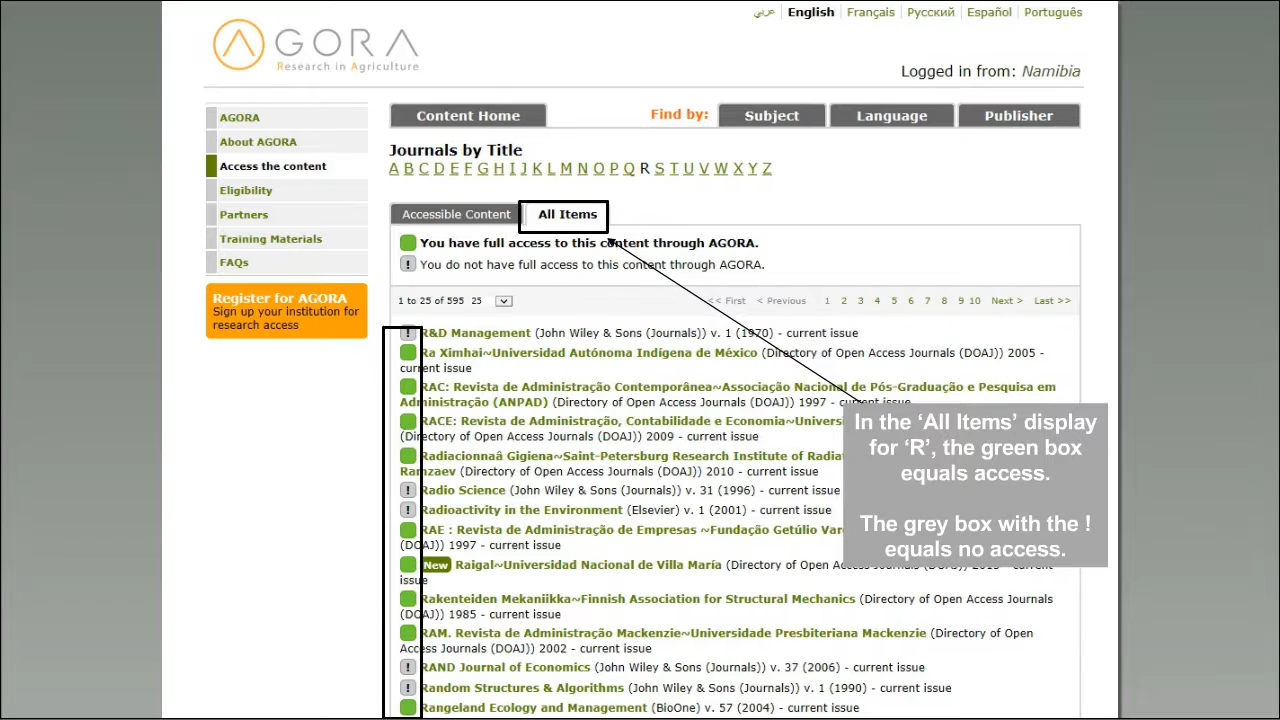 عربي English Français Русский Español Português
AGORA
Research in Agriculture
Logged in from: Namibia
AGORA
About AGORA
Access the content
Eligibility
Partners
Training Materials
FAQs
Register for AGORA
Sign up your institution for
research access
Content Home Find by: Subject Language Publisher
Journals by Title
A B C D E F G H I J K L M N O P Q R S T U V W X Y Z
Accessible Content All Items
You have full access to this content through AGORA.
! You do not have full access to this content through AGORA.
1 to 25 of 595 25 << First < Previous 1 2 3 4 5 6 7 8 9 10 Next > Last >>
! R&D Management (John Wiley & Sons (Journals)) v. 1 (1970) - current issue
Ra Ximhai~Universidad Autónoma Indígena de México (Directory of Open Access Journals (DOAJ)) 2005 -
current issue
RAC: Revista de Administração Contemporânea~Associação Nacional de Pós-Graduação e Pesquisa em
Administração (ANPAD) (Directory of Open Access Journals (DOAJ)) 1997 - current issue
RACE: Revista de Administração, Contabilidade e Economia~
(Directory of Open Access Journals (DOAJ)) 2009 - current issue
Radiacionnaâ Gigiena~Saint-Petersburg Research Institute of
Ramzaev (Directory of Open Access Journals (DOAJ)) 2010 - current issue
! Radio Science (John Wiley & Sons (Journals)) v. 31 (1996) - current issue
! Radioactivity in the Environment (Elsevier) v. 1 (2001) - current issue
RAE : Revista de Administração de Empresas ~Fundação Getúlio
(DOAJ)) 1997 - current issue
New Raigal~Universidad Nacional de Villa María (Directory of Open
issue
Rakenteiden Mekaniikka~Finnish Association for Structural Mechanics (Directory of Open Access Journals
(DOAJ)) 1985 - current issue
RAM. Revista de Administração Mackenzie~Universidade Presbiteriana Mackenzie (Directory of Open
Access Journals (DOAJ)) 2002 - current issue
! RAND Journal of Economics (John Wiley & Sons (Journals)) v. 37 (2006) - current issue
! Random Structures & Algorithms (John Wiley & Sons (Journals)) v. 1 (1990) - current issue
Rangeland Ecology and Management (BioOne) v. 57 (2004) - current issue
In the ‘All Items’ display
for ‘R’, the green box
equals access.
The grey box with the !
equals no access.